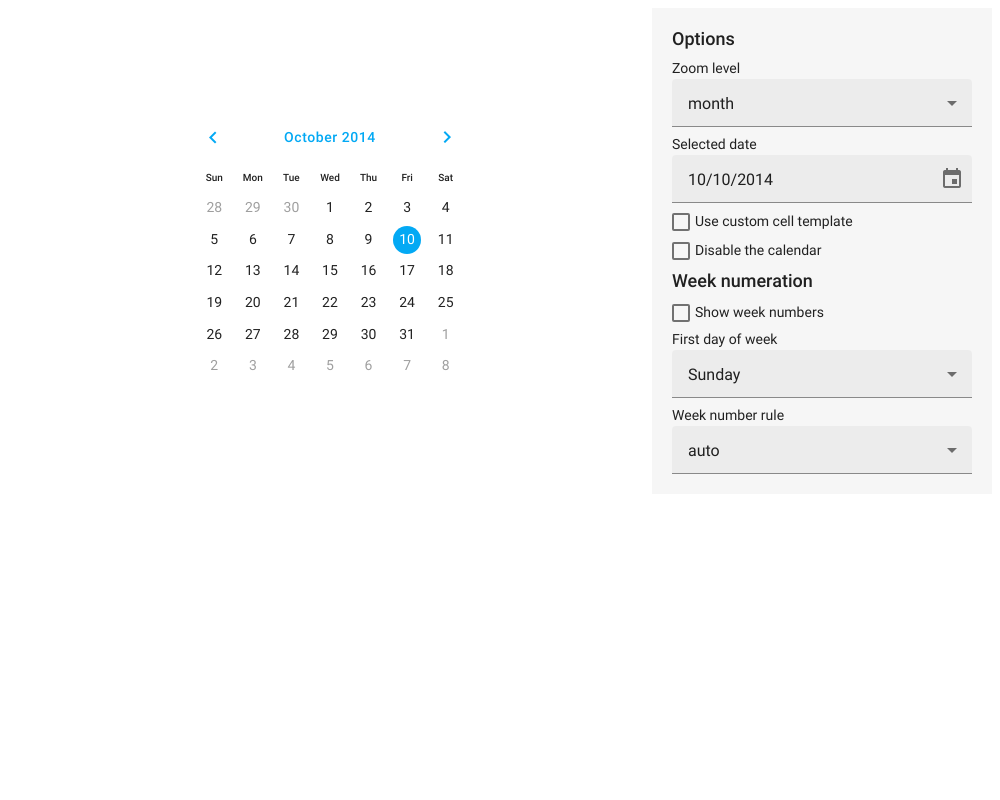 October 2014
Sun Mon Tue Wed Thu Fri Sat
28 29 30 1 2 3 4
5 6 7 8 9 10 11
12 13 14 15 16 17 18
19 20 21 22 23 24 25
26 27 28 29 30 31 1
2 3 4 5 6 7 8
Options
Zoom level
month
Selected date
10/10/2014
Use custom cell template
Disable the calendar
Week numeration
Show week numbers
First day of week
Sunday
Week number rule
auto